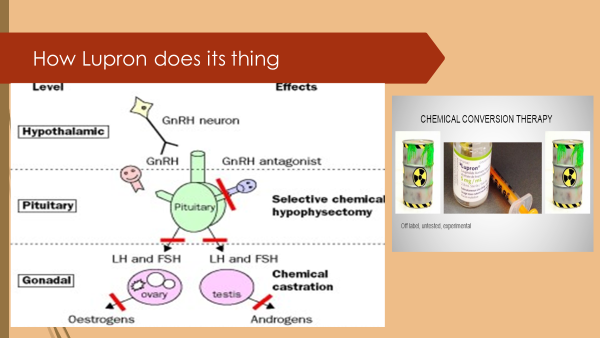 How Lupron does its thing
Level Effects
Hypothalamic
GnRH neuron
GnRH GnRH antagonist
Pituitary
Pituitary
Selective chemical
hypophysectomy
LH and FSH LH and FSH
Gonadal
ovary
testis
Chemical
castration
Oestrogens Androgens
CHEMICAL CONVERSION THERAPY
Lupron
Off label, untested, experimental